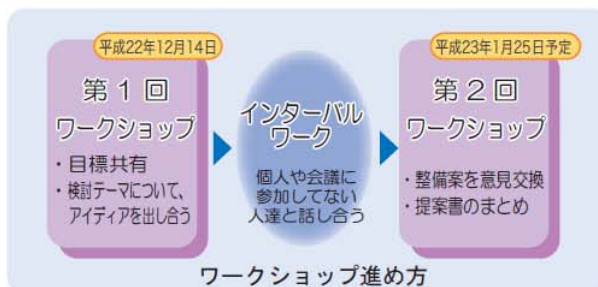 平成22年12月14日
第1回
ワークショップ
・目標共有
・検討テーマについて、
アイディアを出し合う
インターバル
ワーク
個人や会議に
参加してない
人達と話し合う
平成23年1月25日予定
第2回
ワークショップ
・整備案を意見交換
・提案書のまとめ
ワークショップ進め方